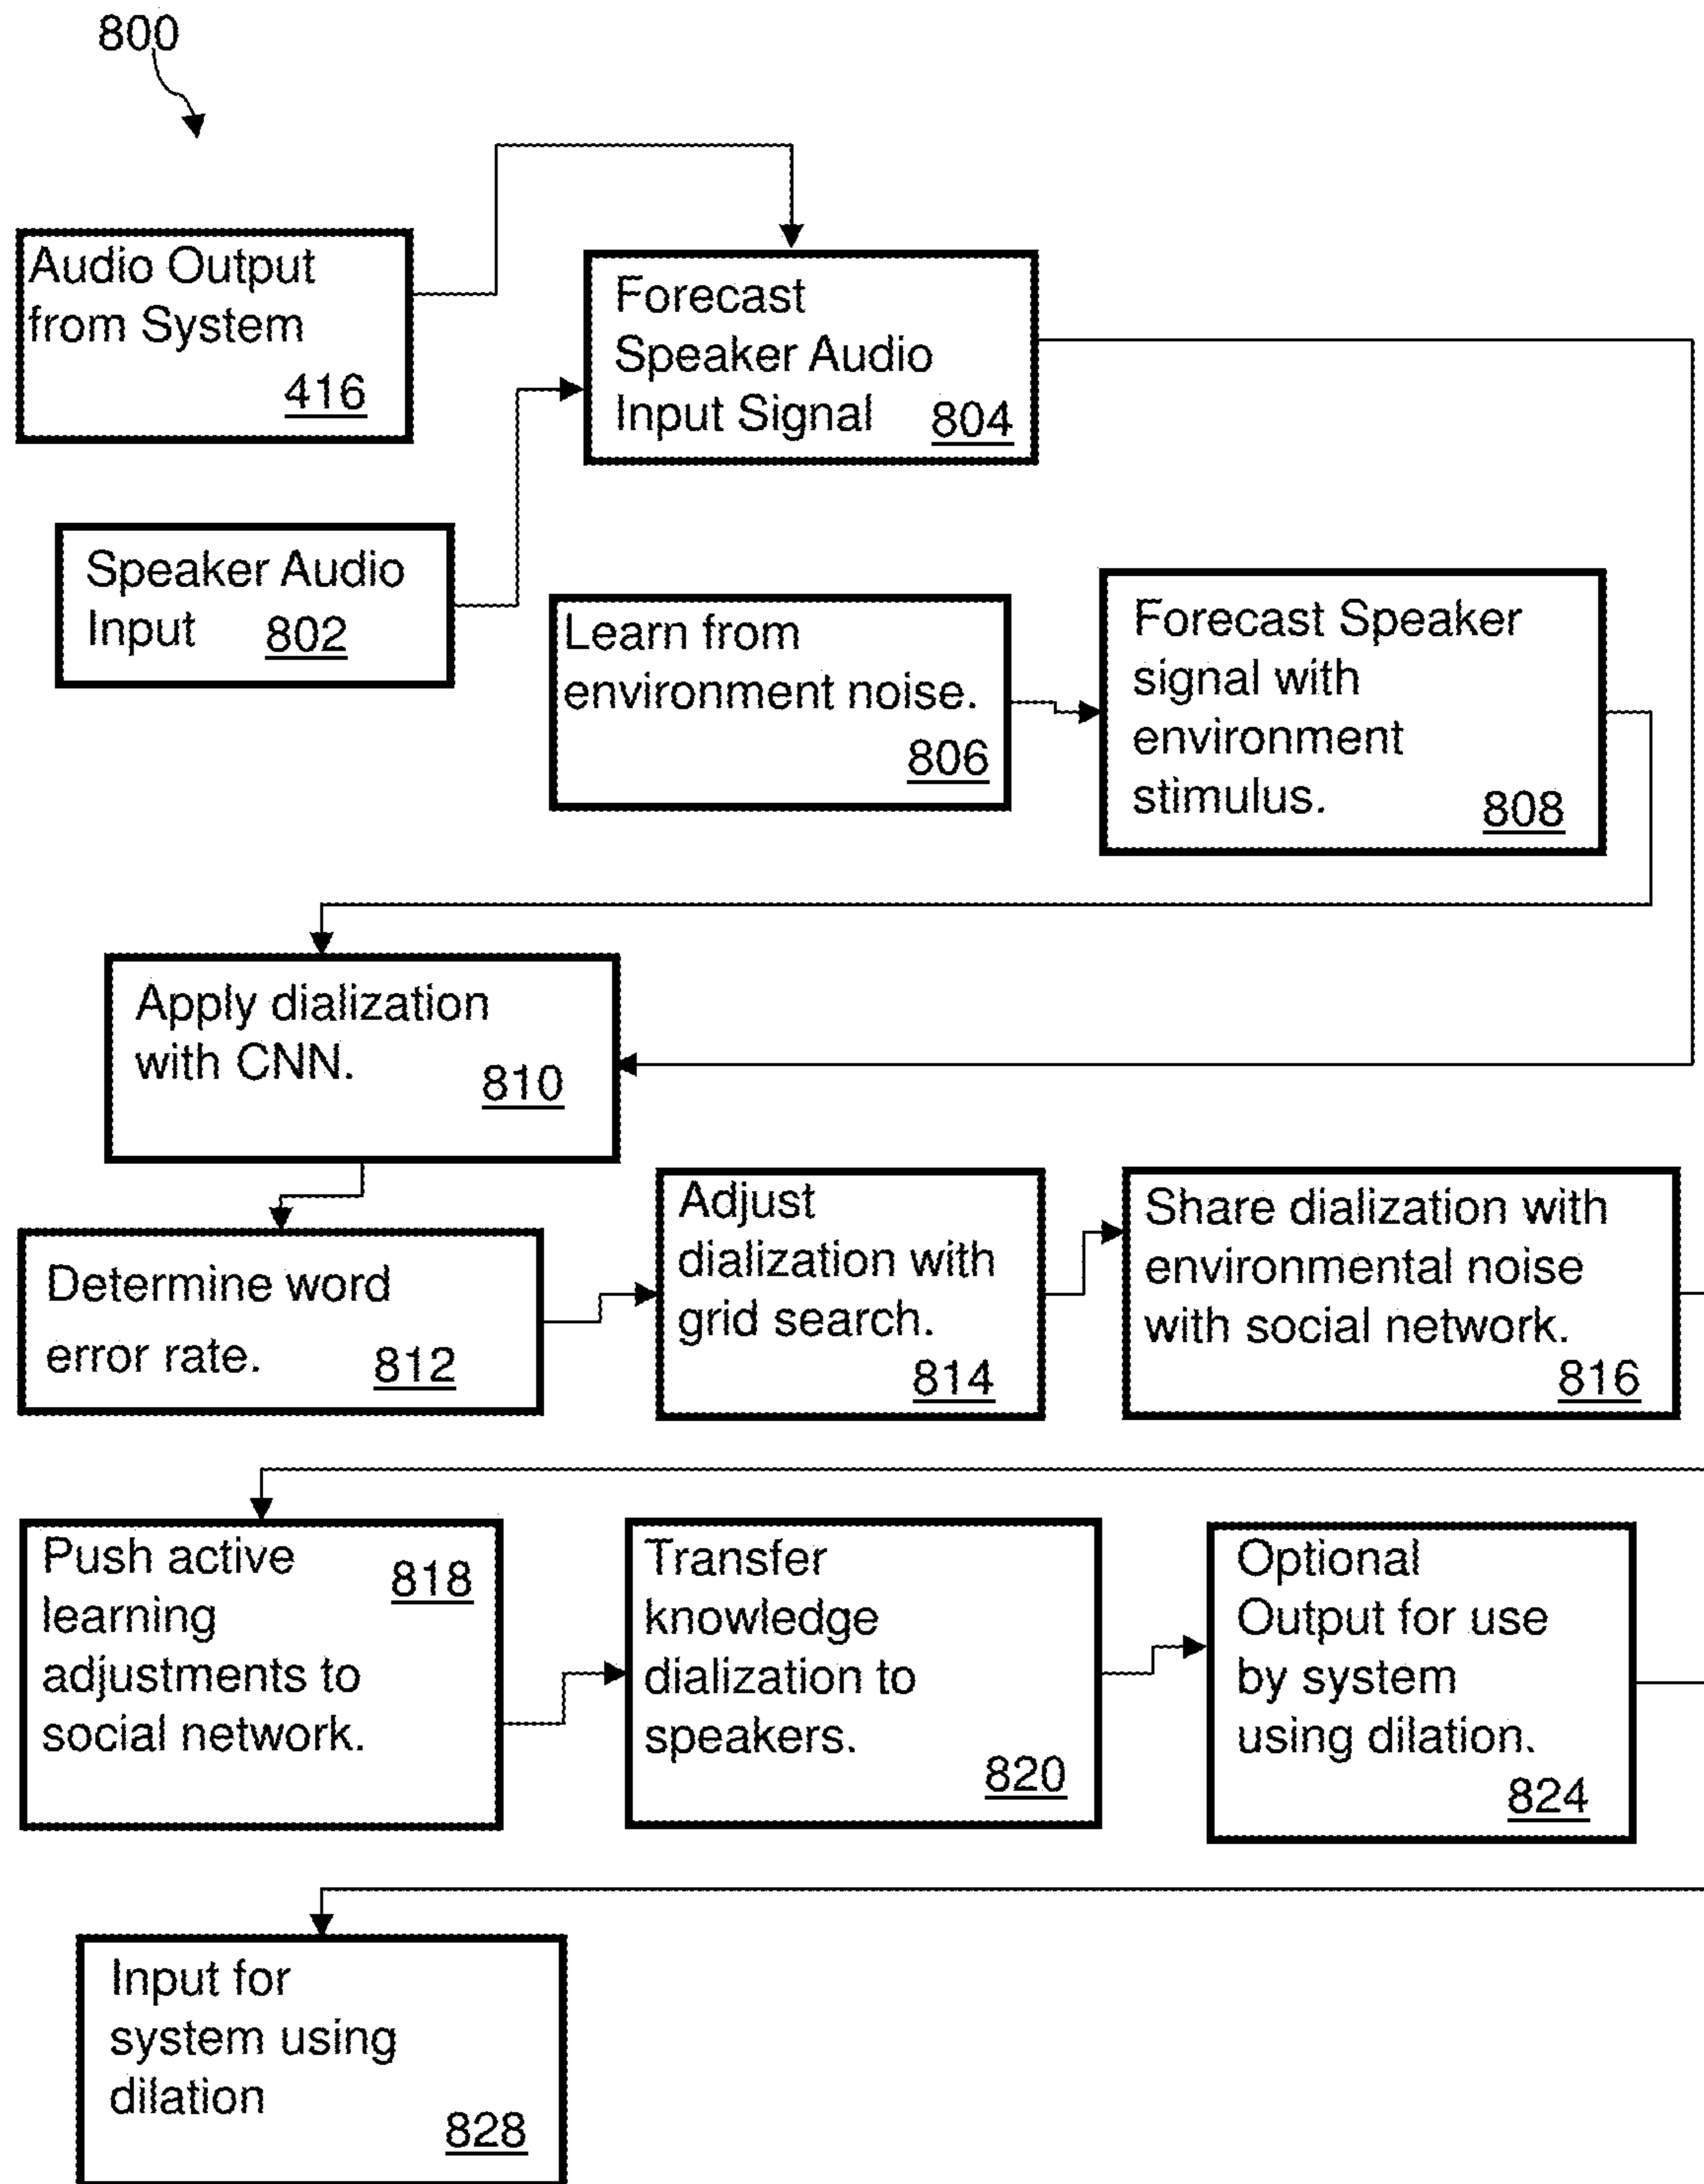 800
Audio Output
from System
416
Forecast
Speaker Audio
Input Signal 804
Speaker Audio
Input 802
Learn from
environment noise.
806
Forecast Speaker
signal with
environment
stimulus. 808
Apply dialization
with CNN. 810
Determine word
error rate. 812
Adjust
dialization with
grid search.
814
Share dialization with
environmental noise
with social network.
816
Push active 818
learning
adjustments to
social network.
Transfer
knowledge
dialization to
speakers.
820
Optional
Output for use
by system
using dilation.
824
Input for
system using
dilation
828